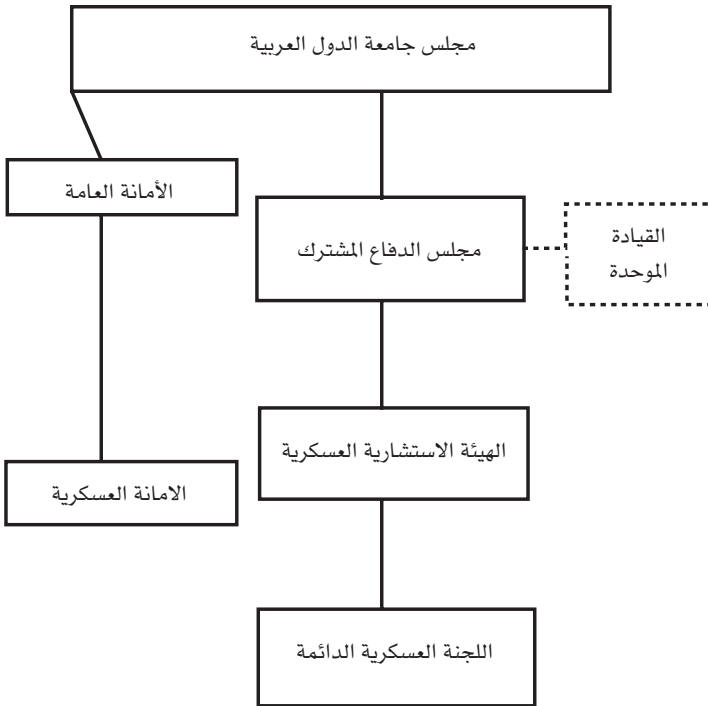 مجلس جامعة الدول العربية
الأمانة العامة
مجلس الدفاع المشترك
القيادة
الموحدة
الهيئة الاستشارية العسكرية
الامانة العسكرية
اللجنة العسكرية الدائمة